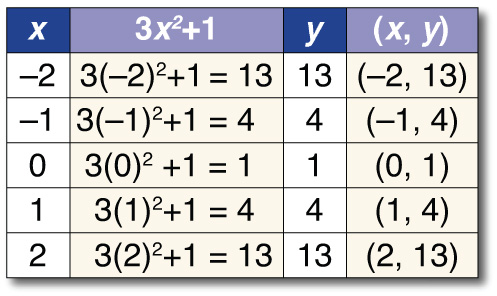 x 3x²+1 y (x, y)
–2 3(–2)²+1 = 13 13 (–2, 13)
–1 3(–1)²+1 = 4 4 (–1, 4)
0 3(0)² +1 = 1 1 (0, 1)
1 3(1)²+1 = 4 4 (1, 4)
2 3(2)²+1 = 13 13 (2, 13)